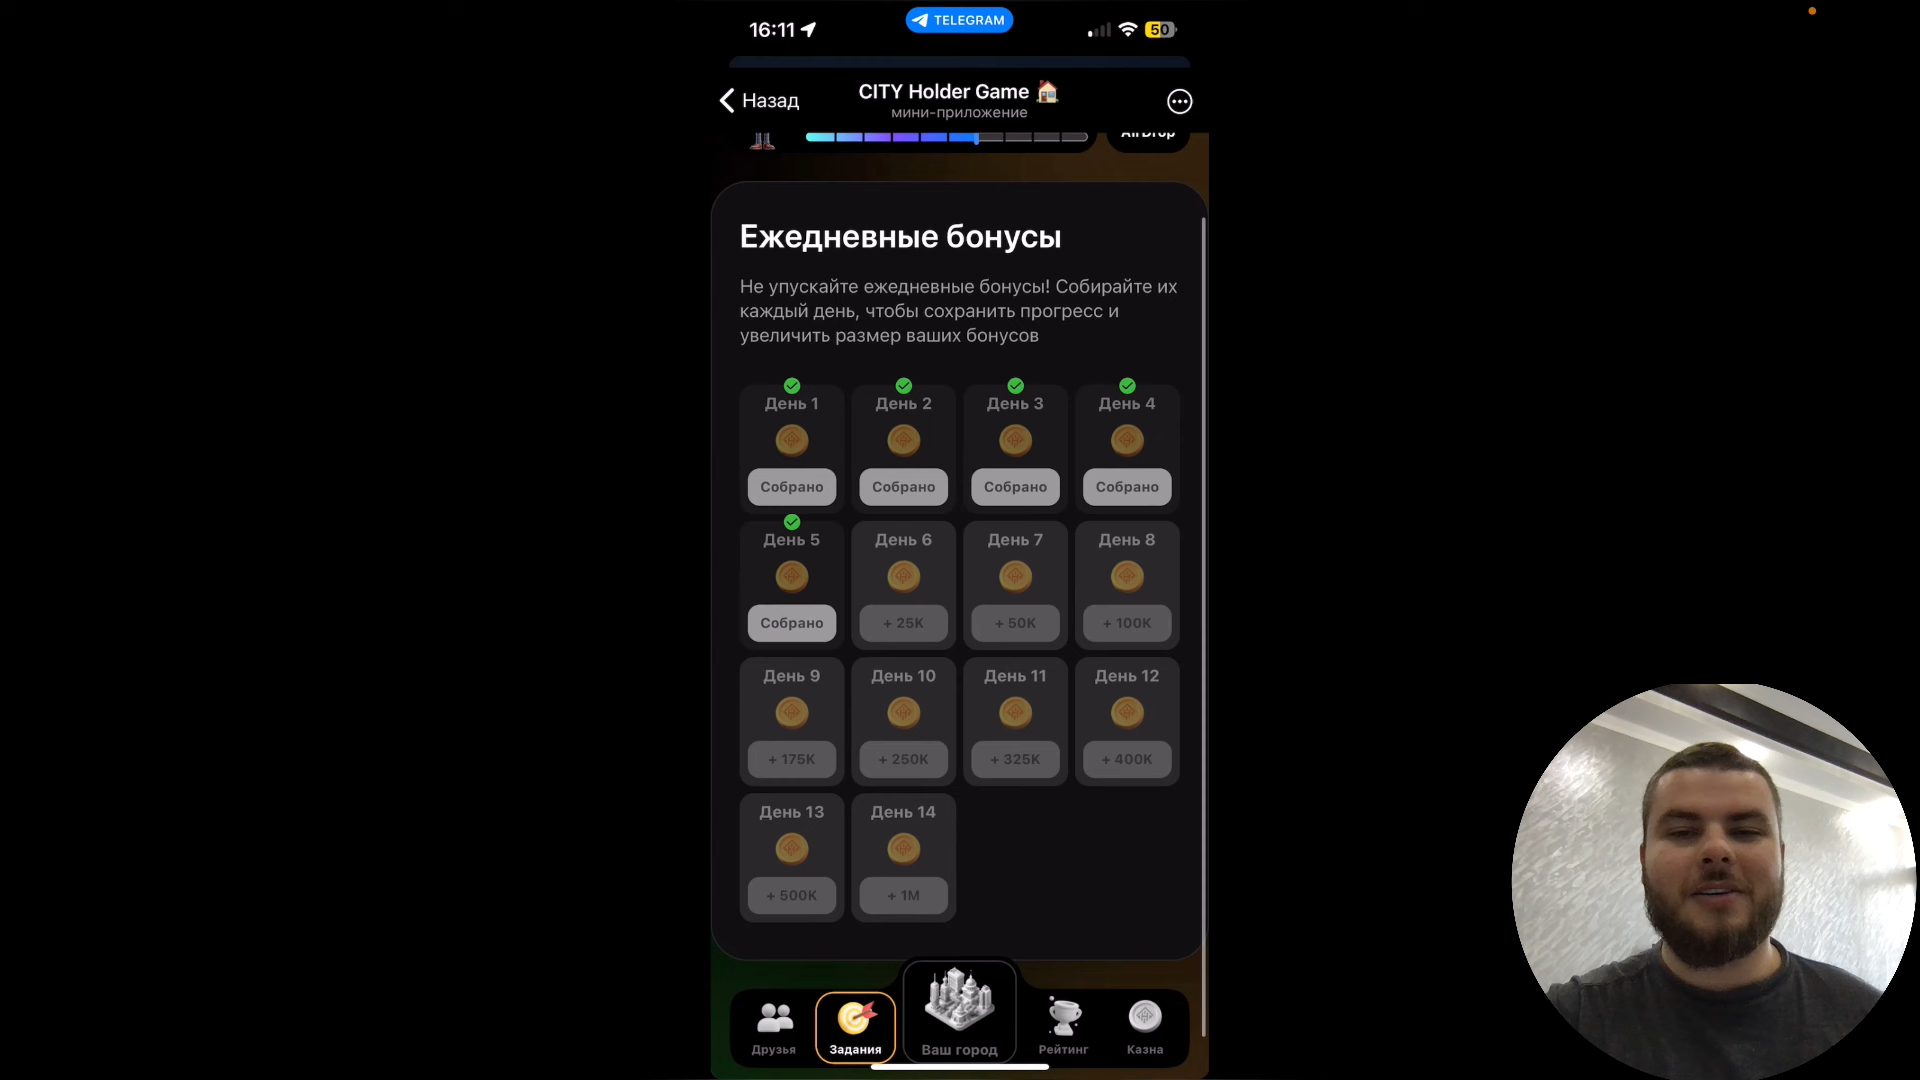 16:11
TELEGRAM
50
Назад
CITY Holder Game
мини-приложение
AirDrop
Ежедневные бонусы
Не упускайте ежедневные бонусы! Собирайте их
каждый день, чтобы сохранить прогресс и
увеличить размер ваших бонусов
День 1
День 2
День 3
День 4
Собрано
Собрано
Собрано
Собрано
День 5
День 6
День 7
День 8
Собрано
+ 25K
+ 50K
+ 100K
День 9
День 10
День 11
День 12
+ 175K
+ 250K
+ 325K
+ 400K
День 13
День 14
+ 500K
+ 1M
Друзья
Задания
Ваш город
Рейтинг
Казна